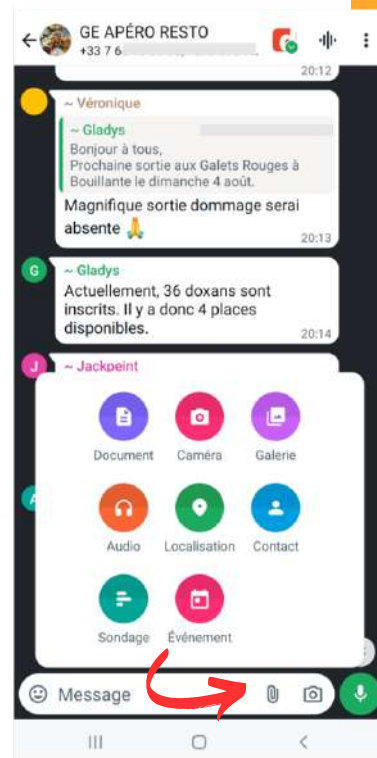 GE APÉRO RESTO
+33 7 6
20:12
~ Véronique
~ Gladys
Bonjour à tous,
Prochaine sortie aux Galets Rouges à
Bouillante le dimanche 4 août.
Magnifique sortie dommage serai
absente 🙏
20:13
G
~ Gladys
Actuellement, 36 doxans sont
inscrits. Il y a donc 4 places
disponibles.
20:14
J
~ Jackpeint
Document Caméra Galerie
A
Audio Localisation Contact
Sondage Événement
Message